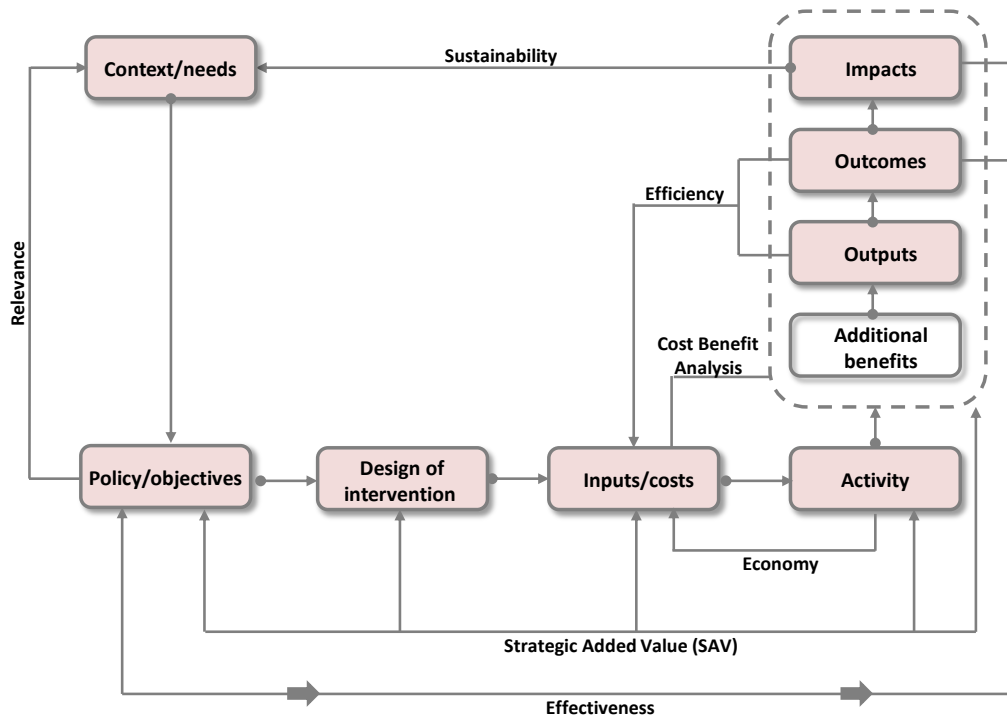 Sustainability
Context/needs
Impacts
Outcomes
Efficiency
Outputs
Relevance
Additional
benefits
Cost Benefit
Analysis
Policy/objectives
Design of
intervention
Inputs/costs
Activity
Economy
Strategic Added Value (SAV)
Effectiveness